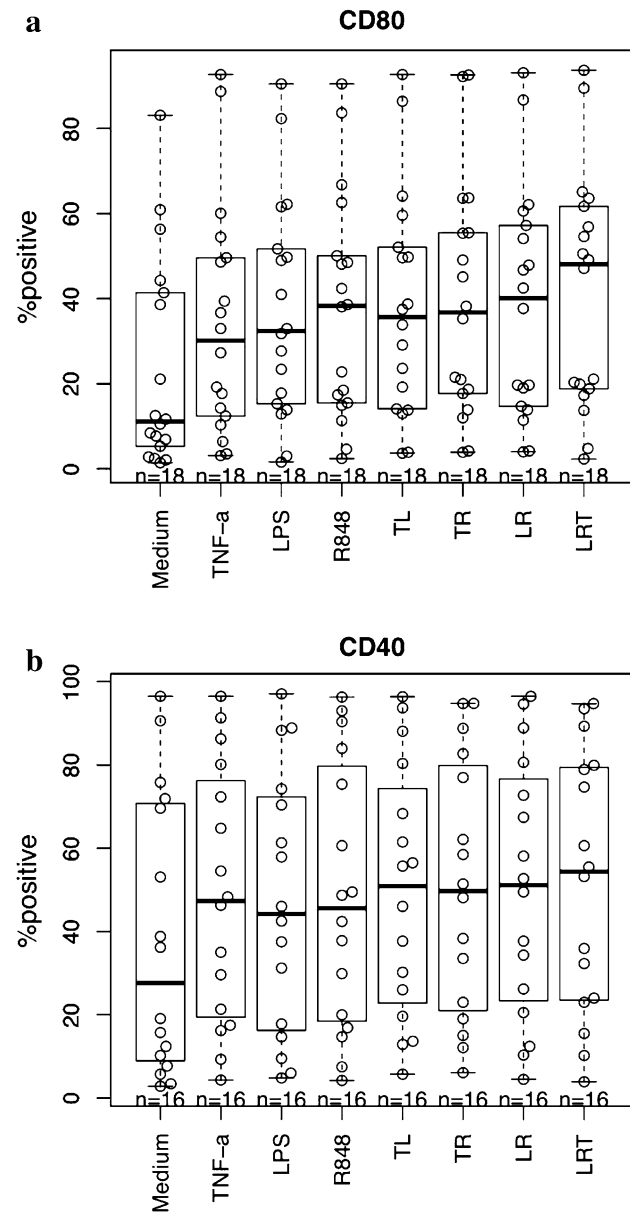 a
CD80
%positive
80
60
40
20
0
n=18 n=18 n=18 n=18 n=18 n=18 n=18 n=18
Medium TNF-a LPS R848 TL TR LR LRT
b
CD40
%positive
100
80
60
40
20
0
n=16 n=16 n=16 n=16 n=16 n=16 n=16 n=16
Medium TNF-a LPS R848 TL TR LR LRT